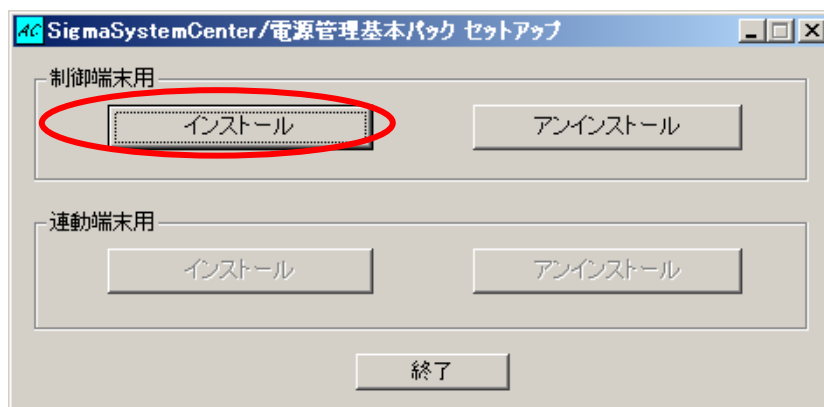 AC SigmaSystemCenter/電源管理基本パック セットアップ
制御端末用
インストール アンインストール
連動端末用
インストール アンインストール
終了